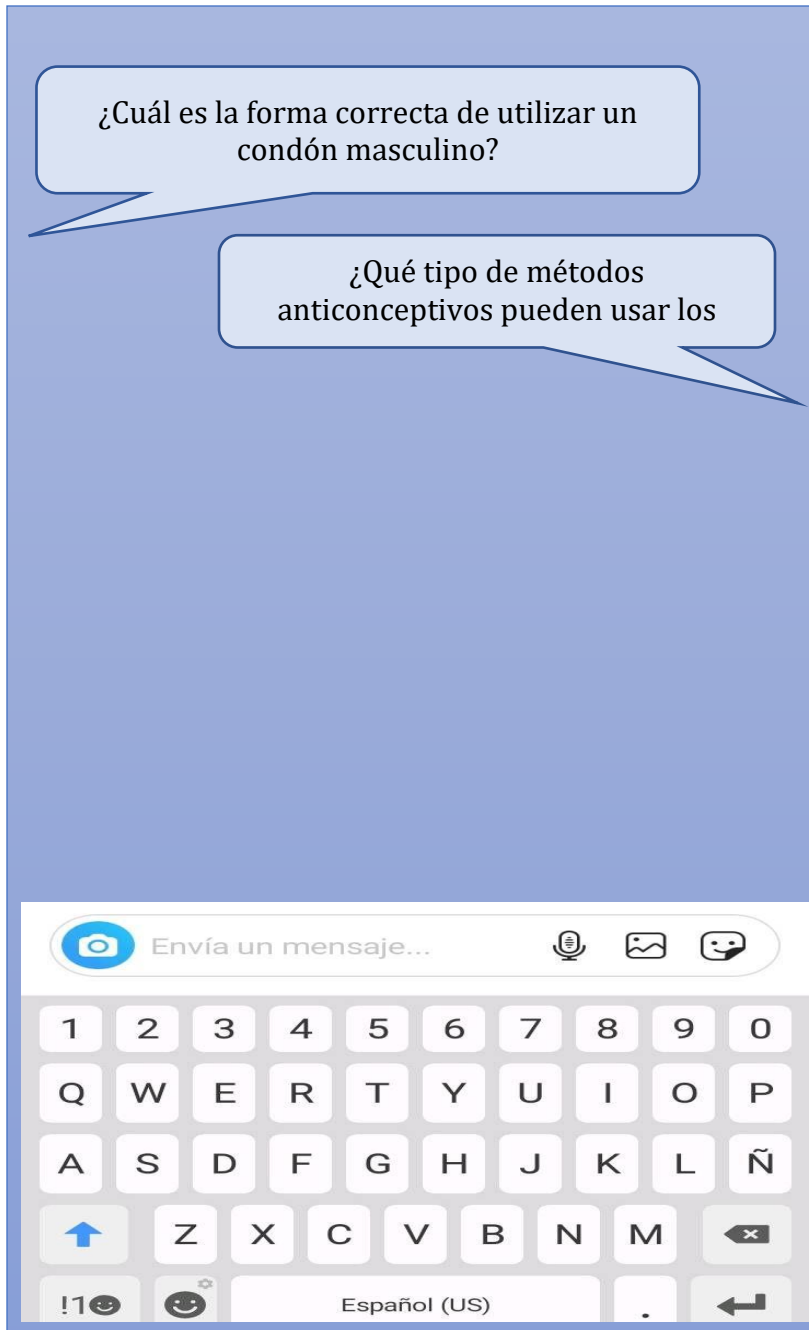 ¿Cuál es la forma correcta de utilizar un
condón masculino?
¿Qué tipo de métodos
anticonceptivos pueden usar los
Envía un mensaje...
1 2 3 4 5 6 7 8 9 0
Q W E R T Y U I O P
A S D F G H J K L Ñ
Z X C V B N M
!1 Español (US) .